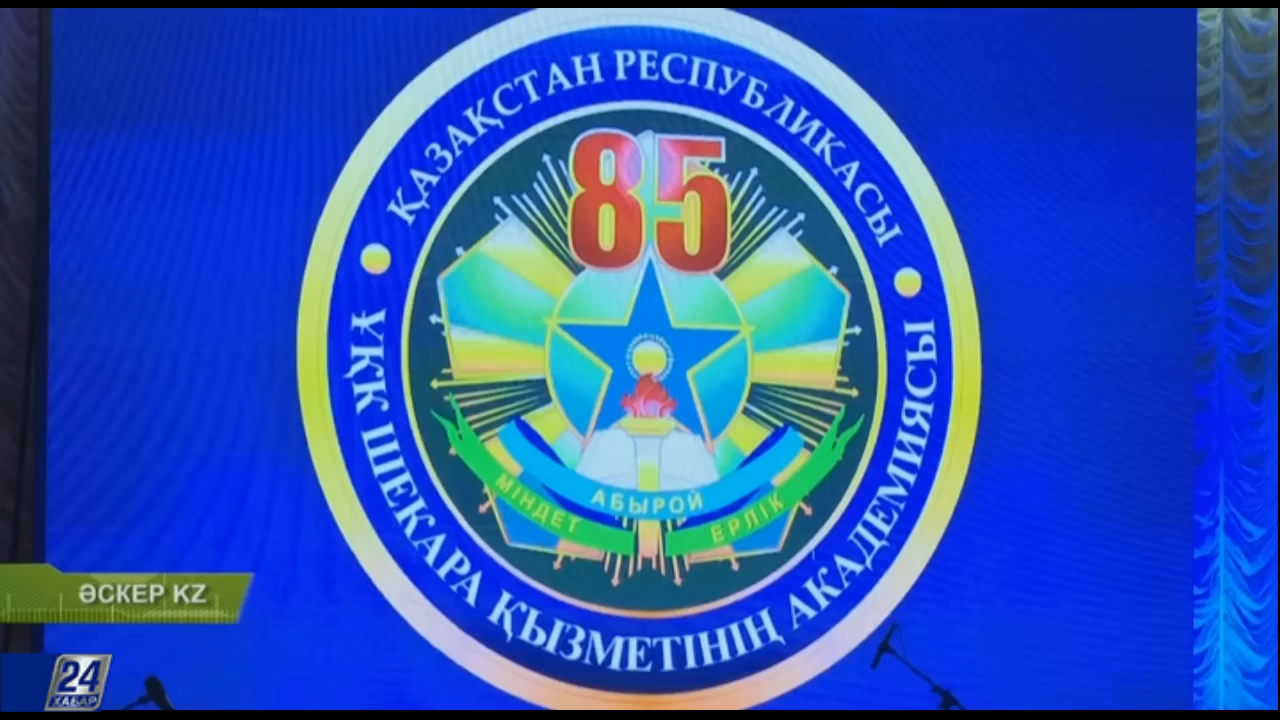 ҚАЗАҚСТАН РЕСПУБЛИКАСЫ
85
МІНДЕТ АБЫРОЙ ЕРЛІК
ҰҚК ШЕКАРА ҚЫЗМЕТІНІҢ АКАДЕМИЯСЫ
ӘСКЕР KZ
24
ХАБАР